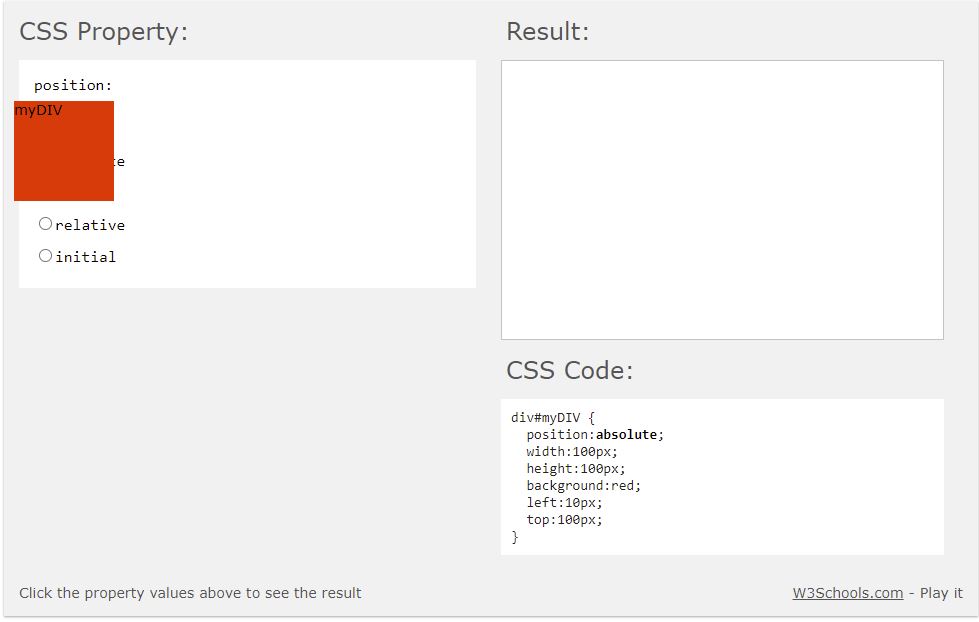 CSS Property:
position:
myDIV
relative
initial
Result:
CSS Code:
div#myDIV {
position:absolute;
width:100px;
height:100px;
background:red;
left:10px;
top:100px;
}
Click the property values above to see the result
W3Schools.com - Play it